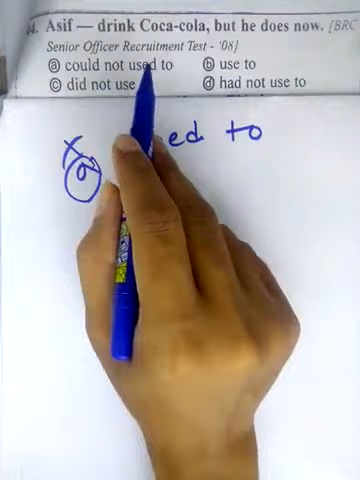 4. Asif — drink Coca-cola, but he does now. [BRC
Senior Officer Recruitment Test - '08]
ⓐ could not used to ⓑ use to
ⓒ did not use ⓓ had not use to
ed to
ⓐ